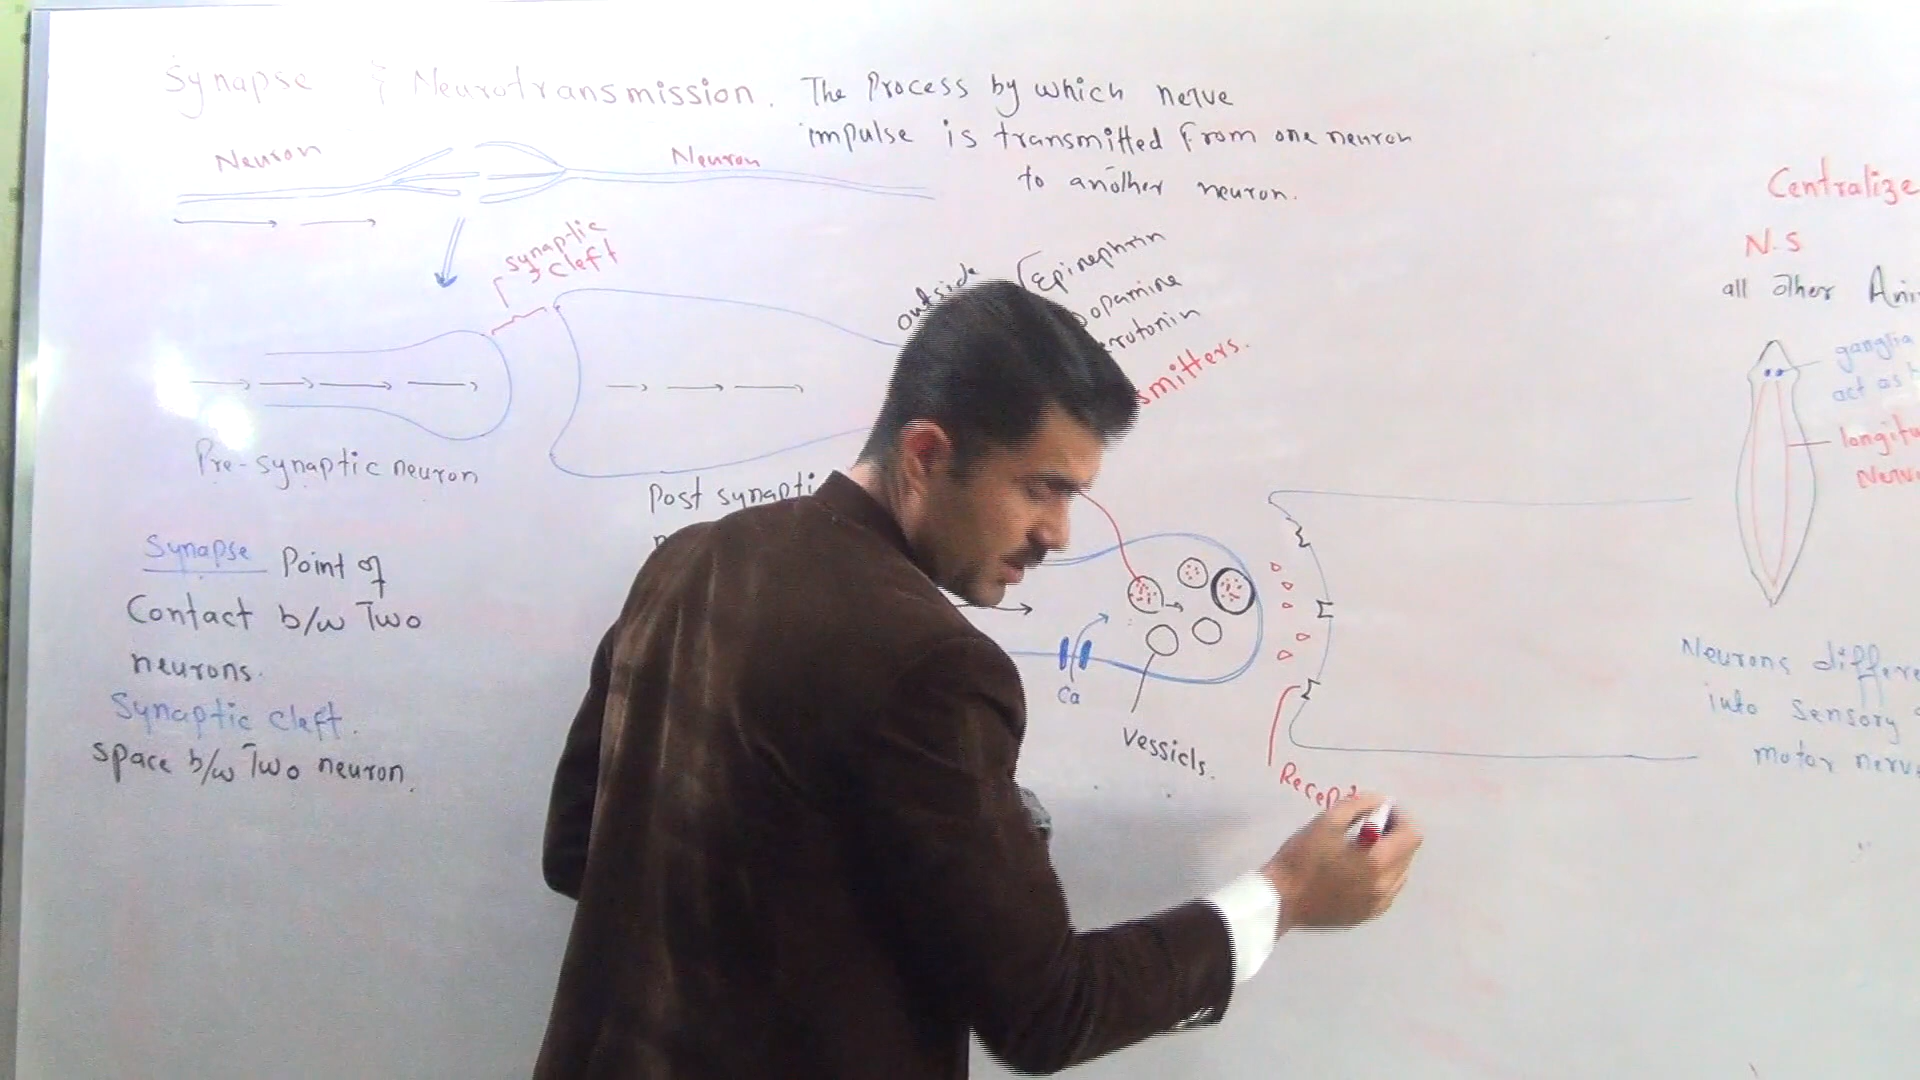 Synapse & Neurotransmission. The Process by which nerve
impulse is transmitted from one neuron
to another neuron.
Neuron
Neuron
synaptic
cleft
Pre-synaptic neuron
Post synapti
Synapse Point of
Contact b/w Two
neurons.
Synaptic cleft.
space b/w Two neuron.
outside
Epinephrin
Dopamine
rutonin
smitters.
Ca
Vessicls.
Recep
Centralize
N.S
all other Ani
ganglia
act as
longitu
Nerve
Neurons differe
into sensory
motor nerv